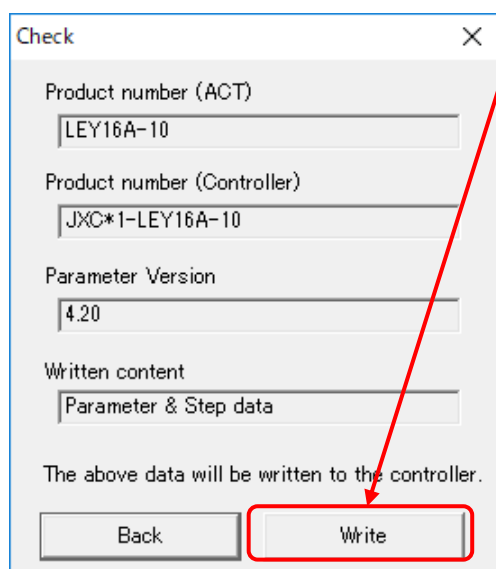 Check
Product number (ACT)
LEY16A-10
Product number (Controller)
JXC*1-LEY16A-10
Parameter Version
4.20
Written content
Parameter & Step data
The above data will be written to the controller.
Back
Write